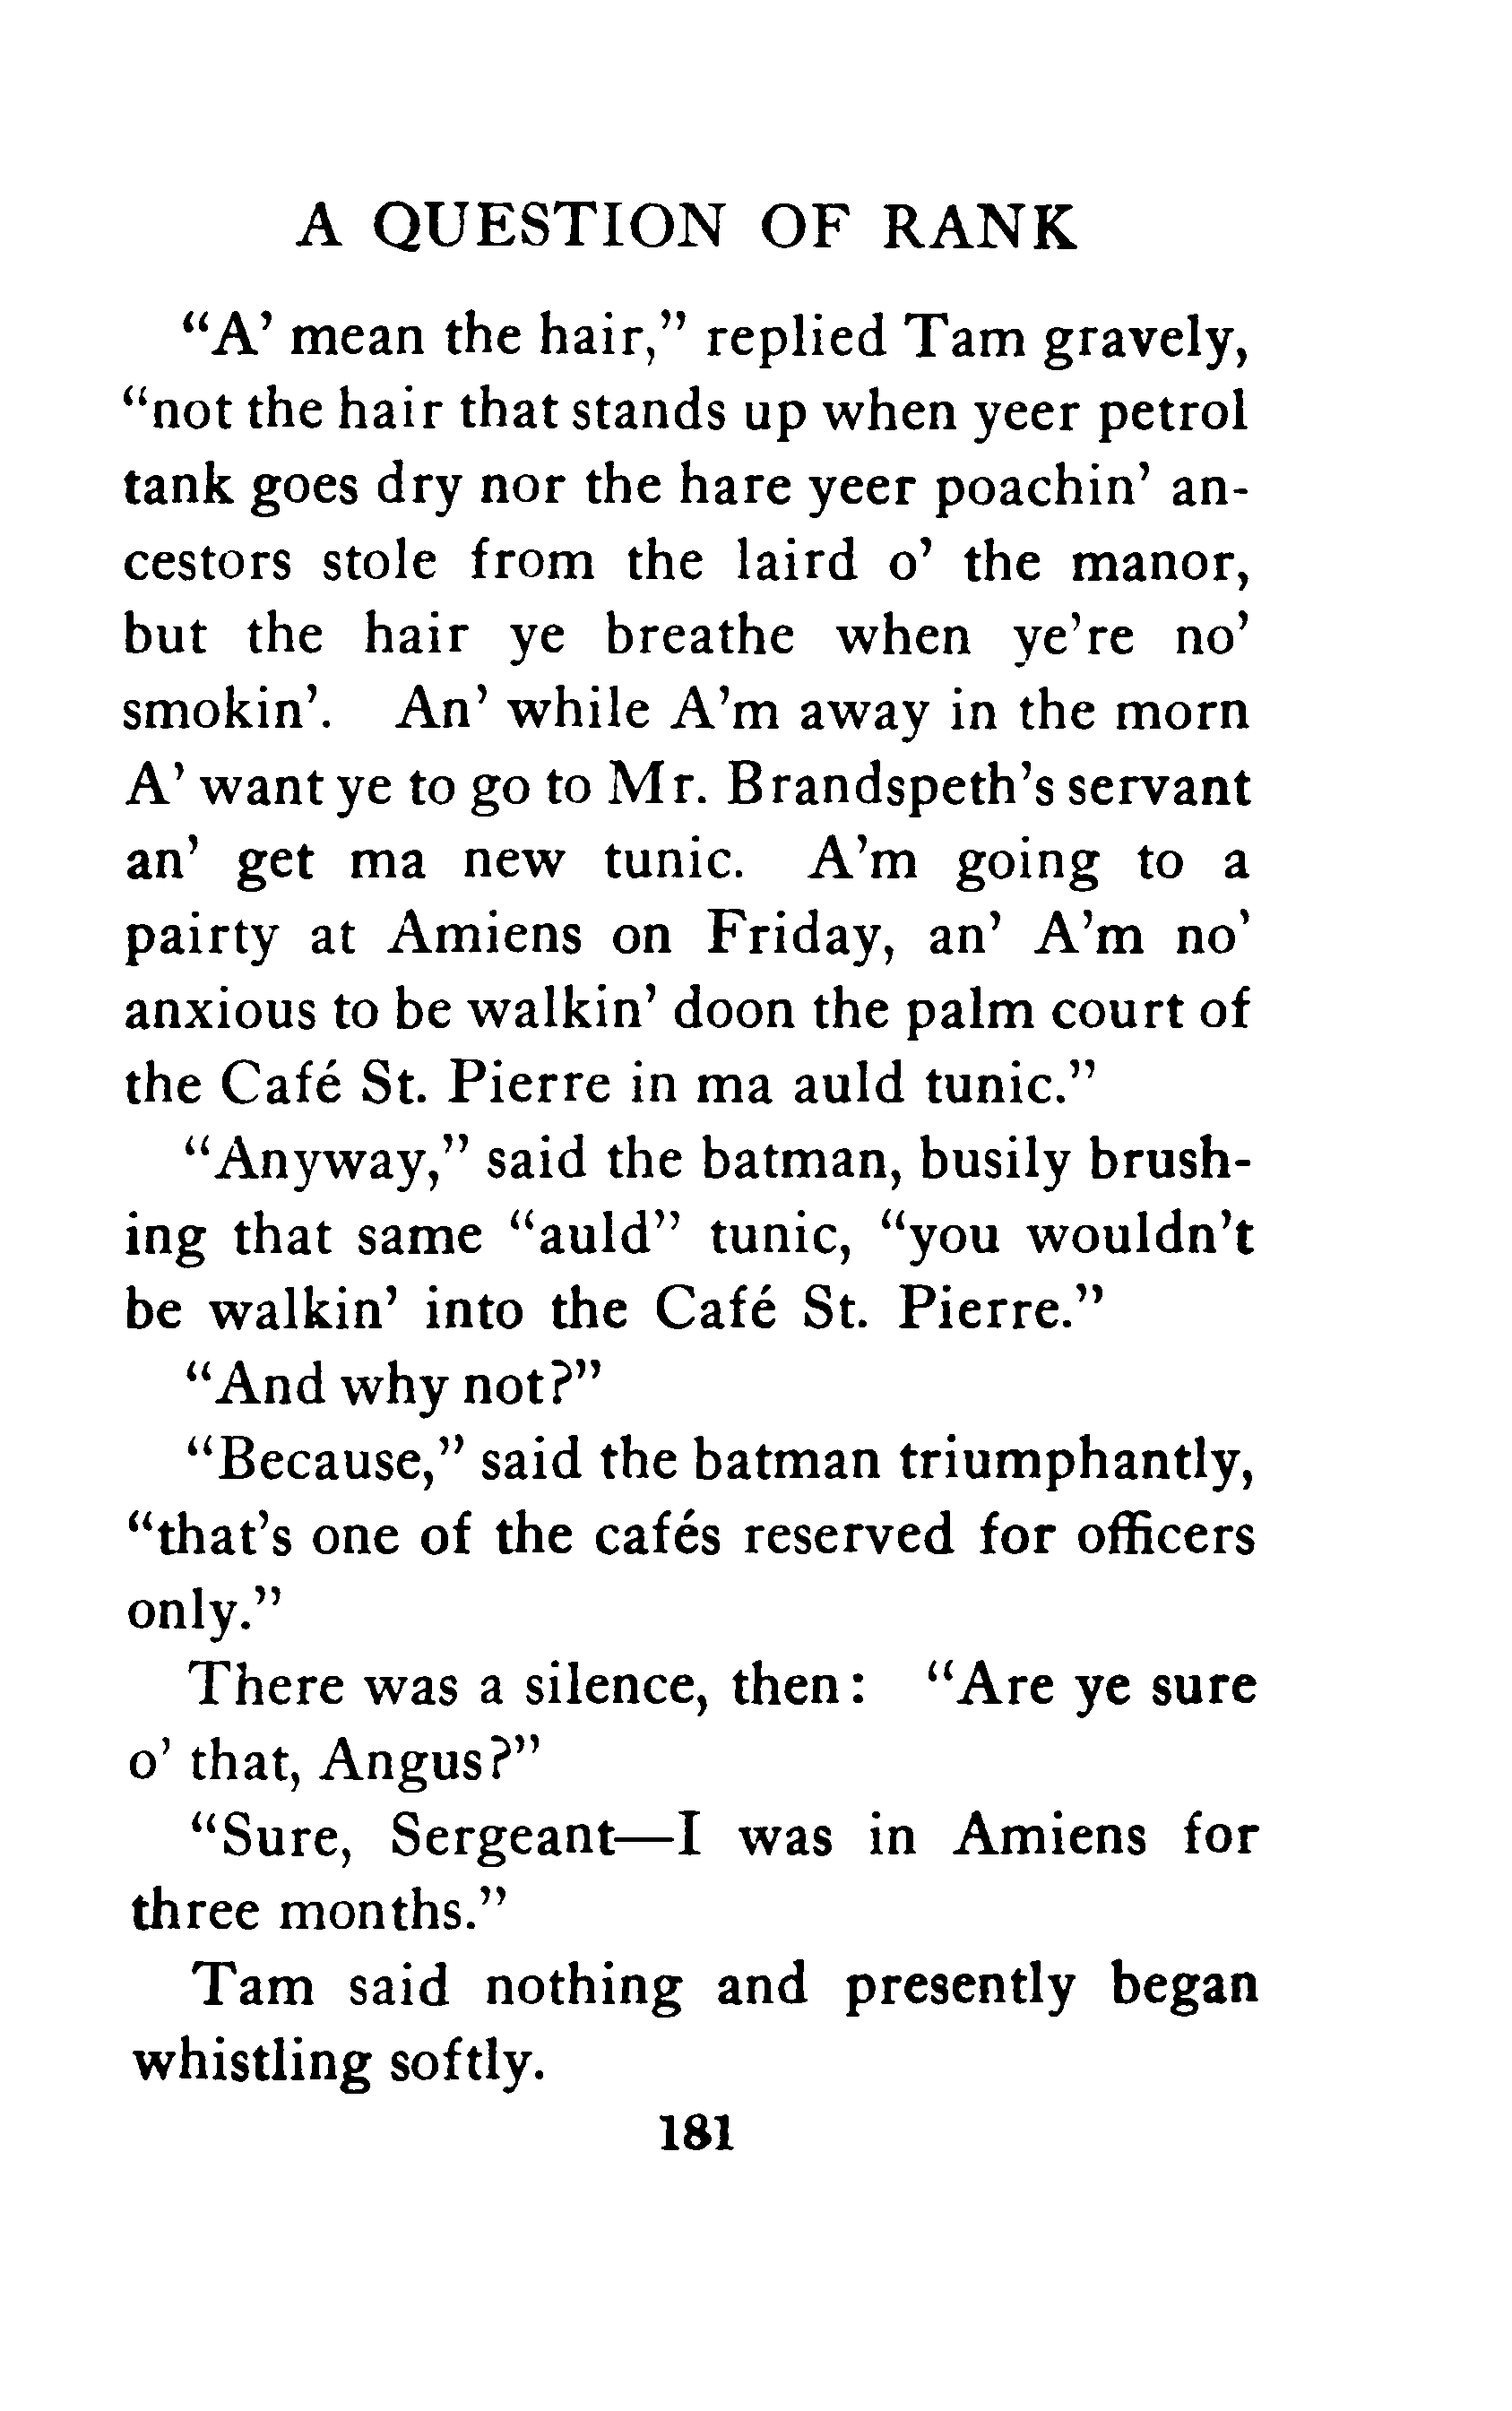 A QUESTION OF RANK
“A’ mean the hair,” replied Tam gravely,
“not the hair that stands up when yeer petrol
tank goes dry nor the hare yeer poachin’ an-
cestors stole from the laird o’ the manor,
but the hair ye breathe when ye’re no’
smokin’. An’ while A’m away in the morn
A’ want ye to go to Mr. Brandspeth’s servant
an’ get ma new tunic. A’m going to a
pairty at Amiens on Friday, an’ A’m no’
anxious to be walkin’ doon the palm court of
the Café St. Pierre in ma auld tunic.”
“Anyway,” said the batman, busily brush-
ing that same “auld” tunic, “you wouldn’t
be walkin’ into the Café St. Pierre.”
“And why not?”
“Because,” said the batman triumphantly,
“that’s one of the cafés reserved for officers
only.”
There was a silence, then: “Are ye sure
o’ that, Angus?”
“Sure, Sergeant—I was in Amiens for
three months.”
Tam said nothing and presently began
whistling softly.
181